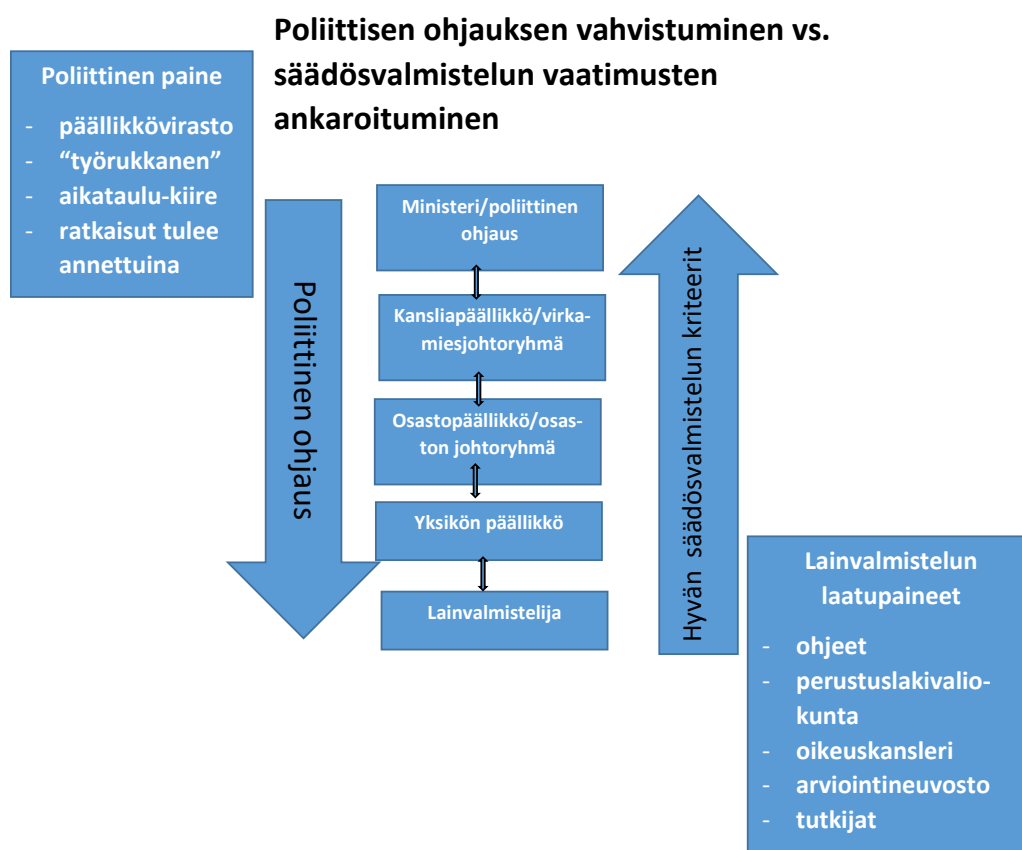 Poliittisen ohjauksen vahvistuminen vs.
säädösvalmistelun vaatimusten
ankaroituminen
Poliittinen paine
- päällikkövirasto
- “työrukkanen”
- aikataulu-kiire
- ratkaisut tulee
annettuina
Poliittinen ohjaus
Ministeri/poliittinen
ohjaus
Kansliapäällikkö/virka-
miesjohtoryhmä
Osastopäällikkö/osas-
ton johtoryhmä
Yksikön päällikkö
Lainvalmistelija
Hyvän säädösvalmistelun kriteerit
Lainvalmistelun
laatupaineet
- ohjeet
- perustuslakivalio-
kunta
- oikeuskansleri
- arviointineuvosto
- tutkijat